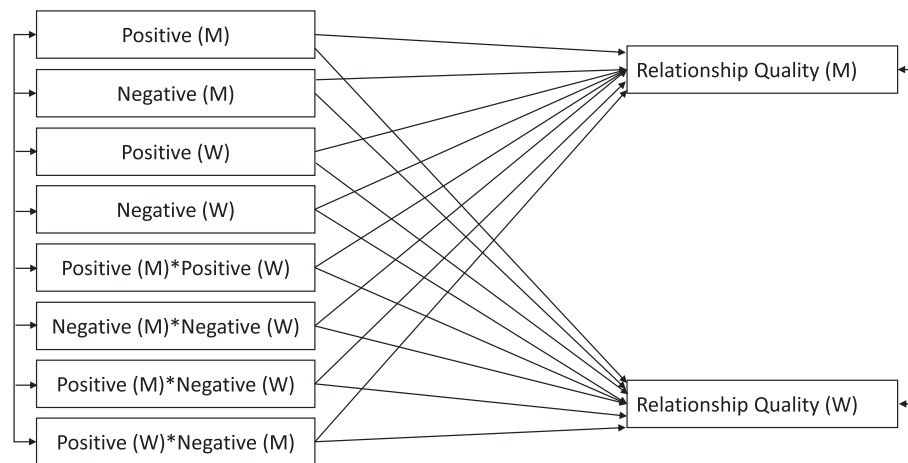 Positive (M)
Negative (M)
Positive (W)
Negative (W)
Positive (M)*Positive (W)
Negative (M)*Negative (W)
Positive (M)*Negative (W)
Positive (W)*Negative (M)
Relationship Quality (M)
Relationship Quality (W)